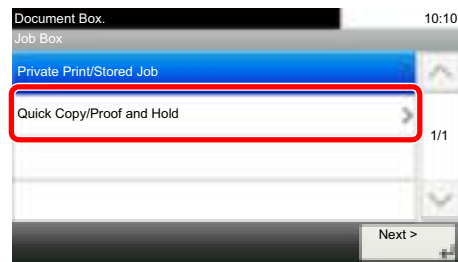 Document Box. 10:10
Job Box
Private Print/Stored Job
Quick Copy/Proof and Hold
1/1
Next >